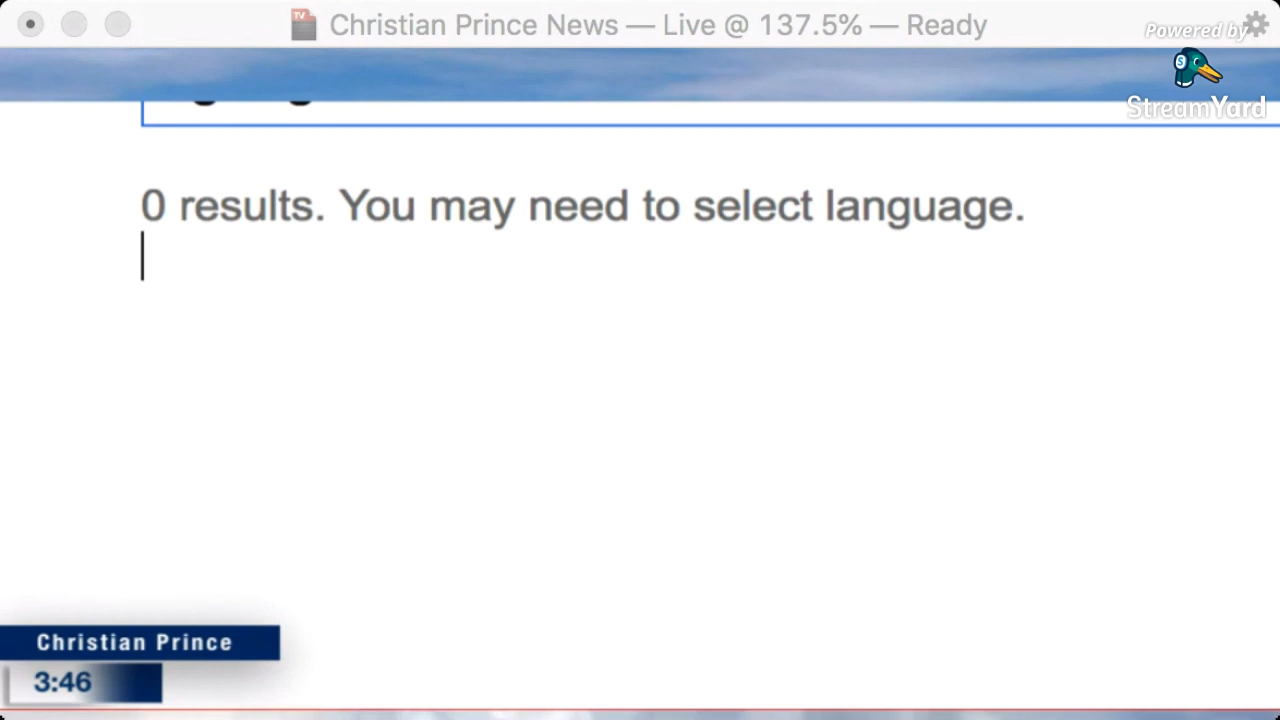 Christian Prince News — Live @ 137.5% — Ready
Powered by
StreamYard
0 results. You may need to select language.
Christian Prince
3:46